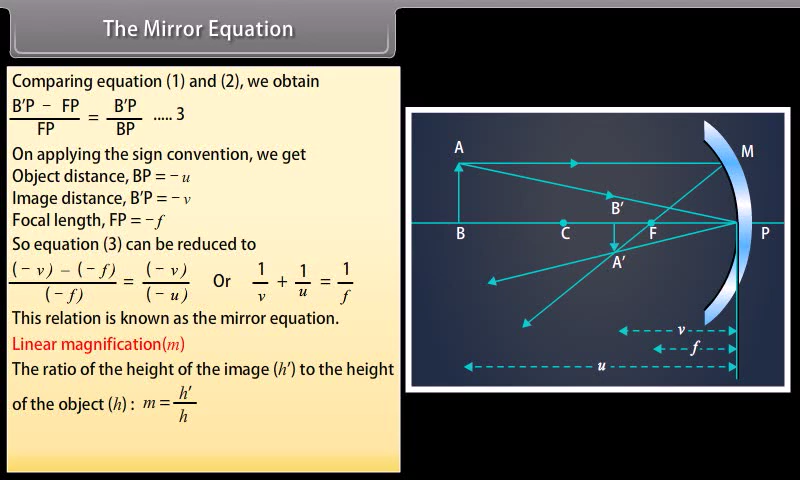 The Mirror Equation
Comparing equation (1) and (2), we obtain
(B′P − FP)/FP = B′P/BP ..... 3
On applying the sign convention, we get
Object distance, BP = − u
Image distance, B′P = − v
Focal length, FP = − f
So equation (3) can be reduced to
((− v) − (− f))/(− f) = (− v)/(− u) Or 1/v + 1/u = 1/f
This relation is known as the mirror equation.
Linear magnification(m)
The ratio of the height of the image (h′) to the height
of the object (h) : m = h′/h
A
M
B′
B
C
F
P
A′
v
f
u